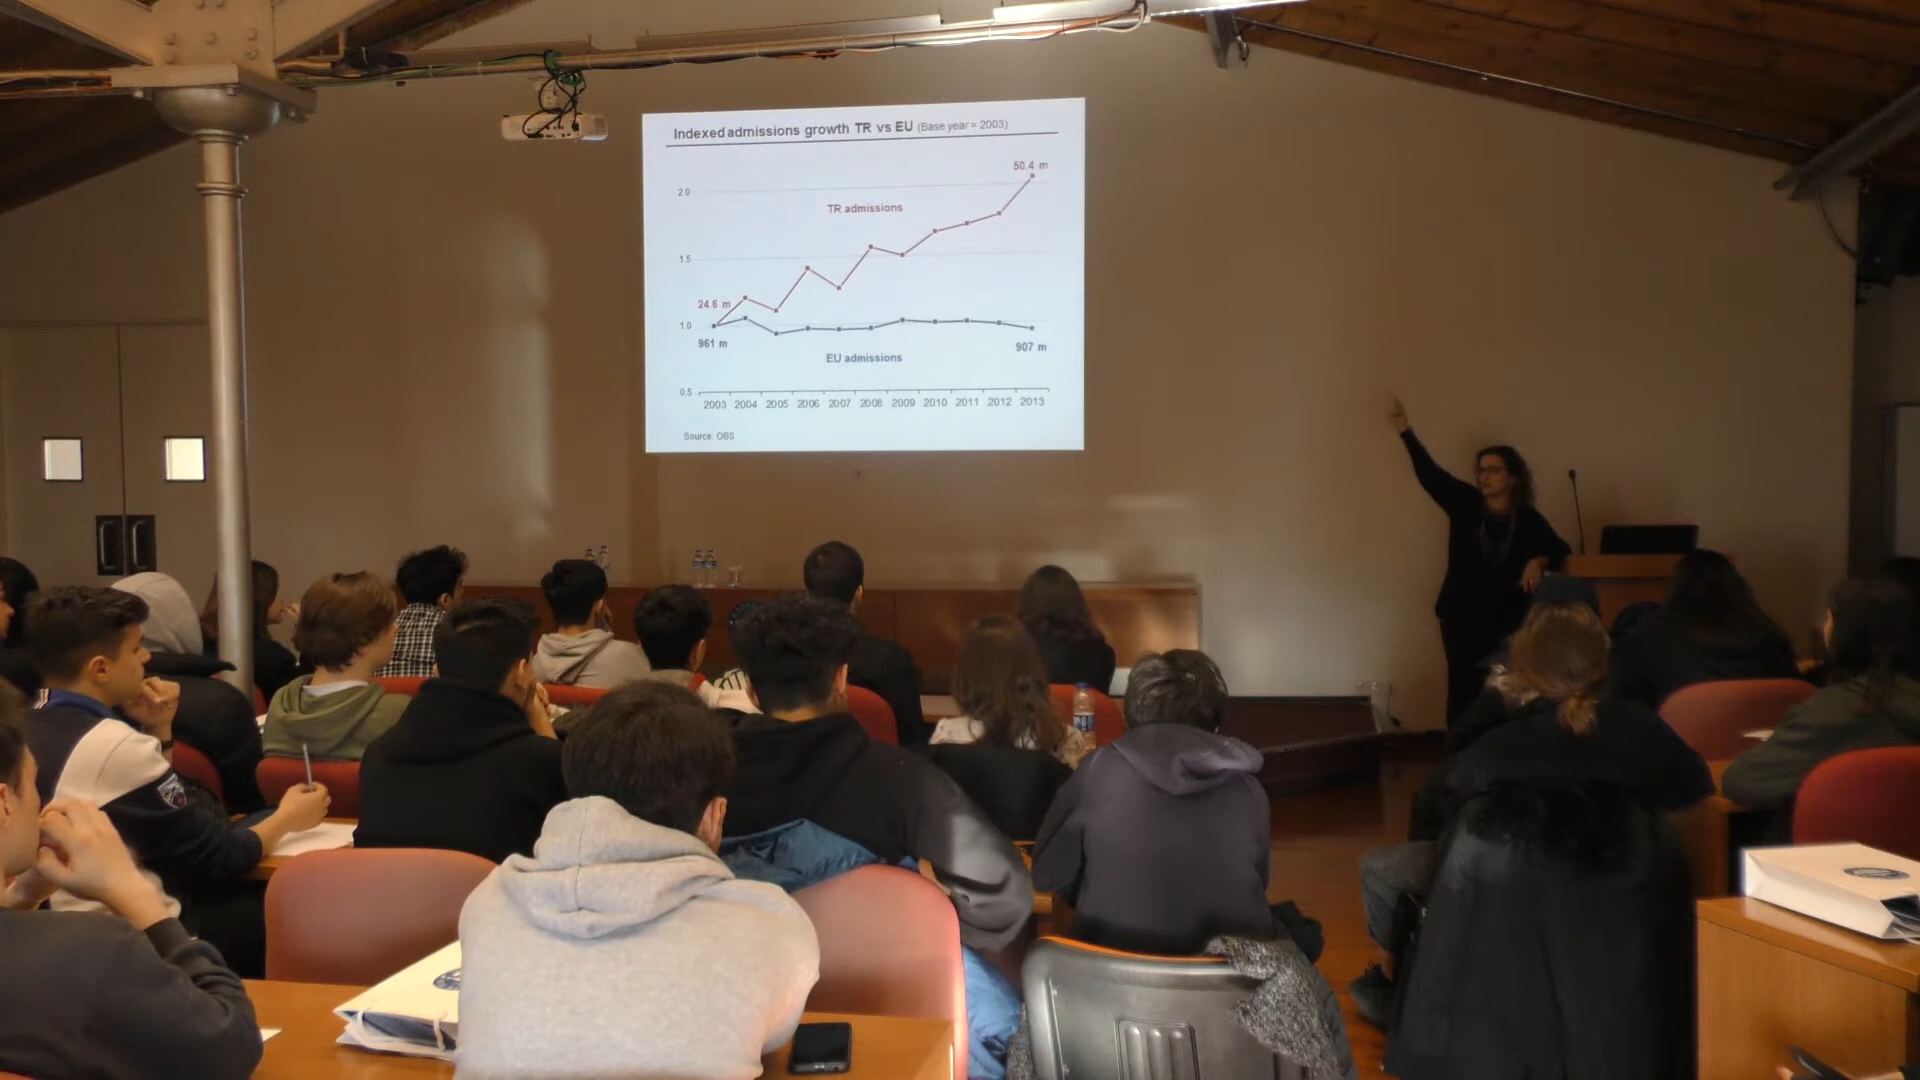 Indexed admissions growth TR vs EU (Base year = 2003)
50.4 m
2.0
TR admissions
1.5
24.6 m
1.0
961 m
907 m
EU admissions
0.5
2003 2004 2005 2006 2007 2008 2009 2010 2011 2012 2013
Source: OBS